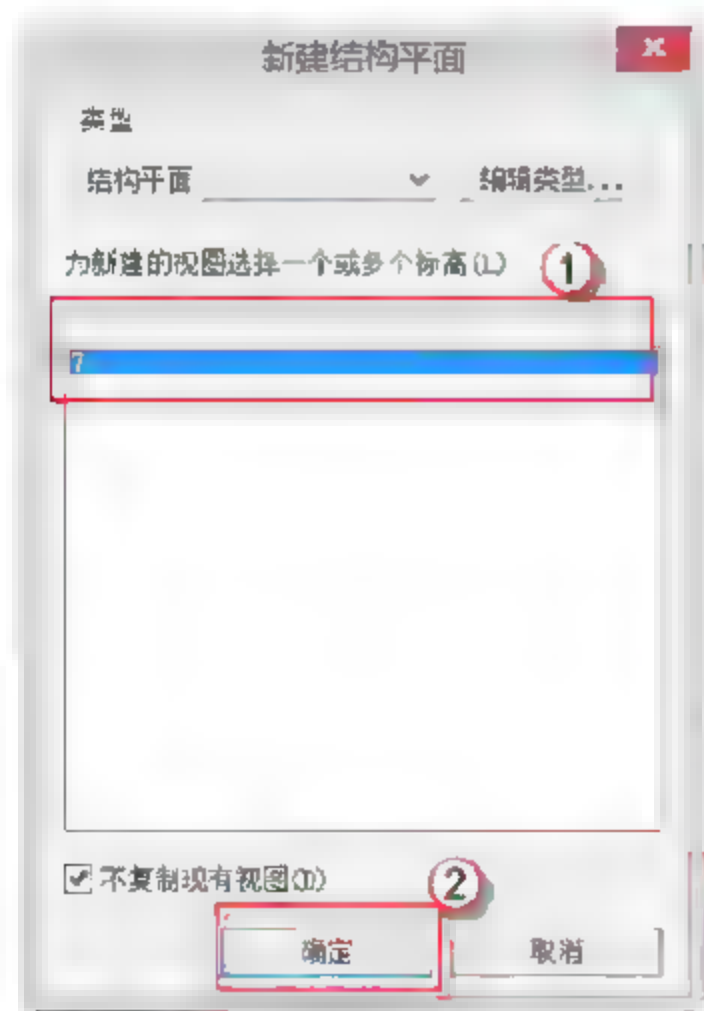 新建结构平面
类型
结构平面 编辑类型...
为新建的视图选择一个或多个标高(L) 1
7
不复制现有视图(D) 2
确定 取消